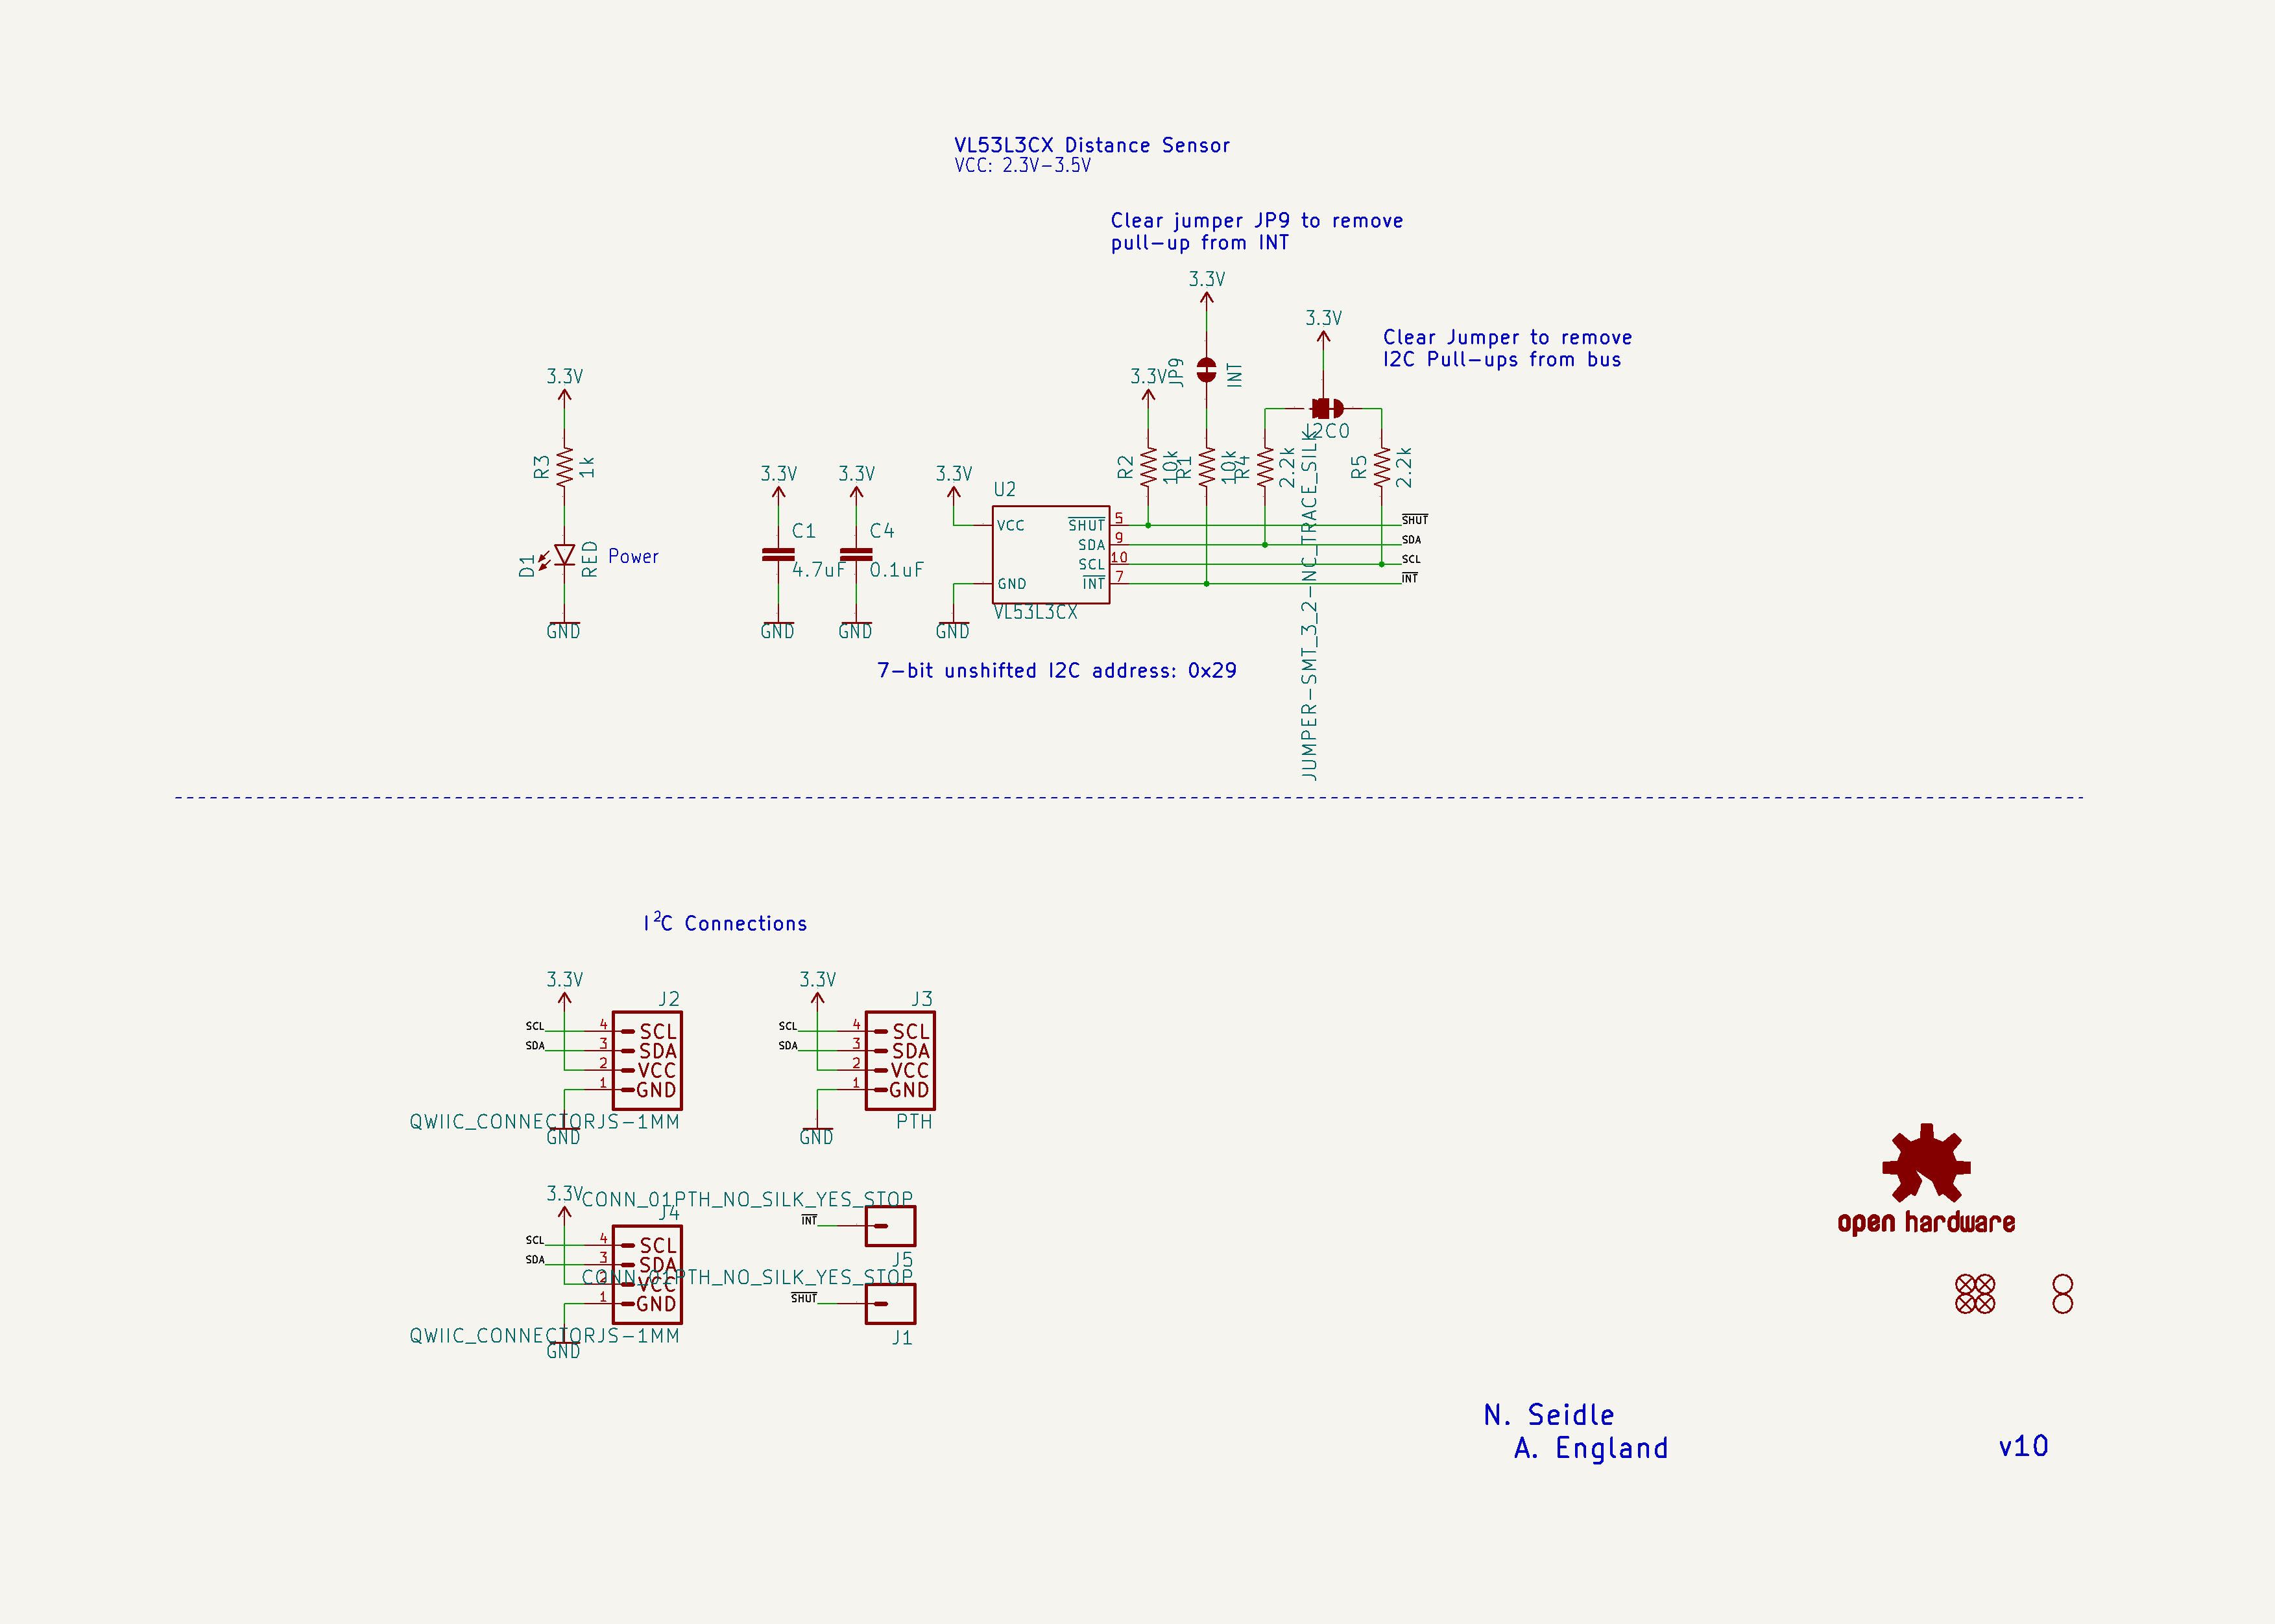 VL53L3CX Distance Sensor
VCC: 2.3V-3.5V
Clear jumper JP9 to remove
pull-up from INT
3.3V
JP9
INT
3.3V
Clear Jumper to remove
I2C Pull-ups from bus
I2C0
JUMPER-SMT_3_2-NC_TRACE_SILK
3.3V
R3
1k
D1
RED
Power
GND
3.3V
C1
4.7uF
GND
3.3V
C4
0.1uF
GND
3.3V
GND
U2
VCC
GND
SHUT 5
SDA 9
SCL 10
INT 7
VL53L3CX
3.3V
R2
10k
R1
10k
R4
2.2k
R5
2.2k
SHUT
SDA
SCL
INT
7-bit unshifted I2C address: 0x29
I²C Connections
3.3V
J2
SCL 4 SCL
SDA 3 SDA
2 VCC
1 GND
QWIIC_CONNECTORJS-1MM
GND
3.3V
J3
SCL 4 SCL
SDA 3 SDA
2 VCC
1 GND
PTH
GND
3.3V
J4
SCL 4 SCL
SDA 3 SDA
2 VCC
1 GND
QWIIC_CONNECTORJS-1MM
GND
CONN_01PTH_NO_SILK_YES_STOP
INT
J5
CONN_01PTH_NO_SILK_YES_STOP
SHUT
J1
open hardware
N. Seidle
A. England
v10